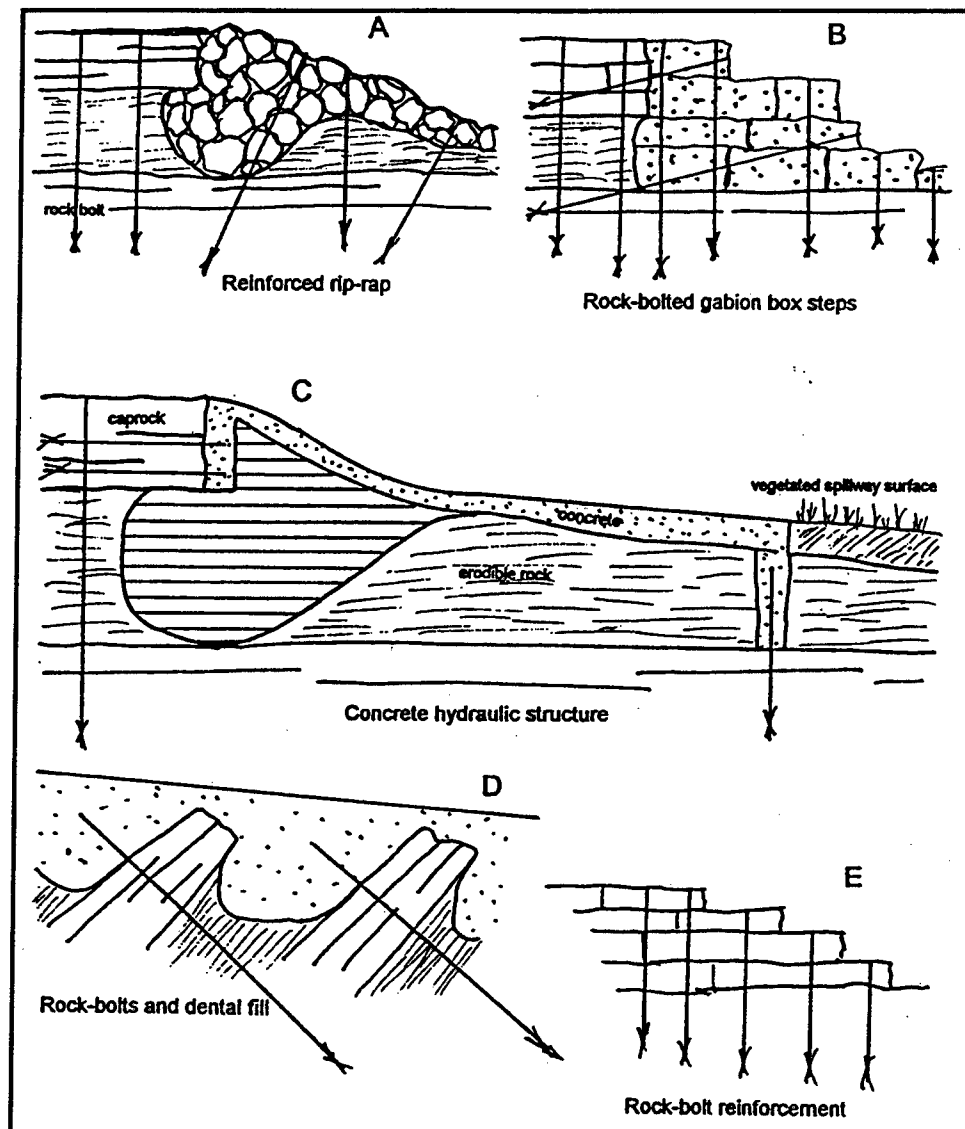 A
rock bolt
Reinforced rip-rap
B
Rock-bolted gabion box steps
C
caprock
concrete
vegetated spillway surface
erodible rock
Concrete hydraulic structure
D
Rock-bolts and dental fill
E
Rock-bolt reinforcement